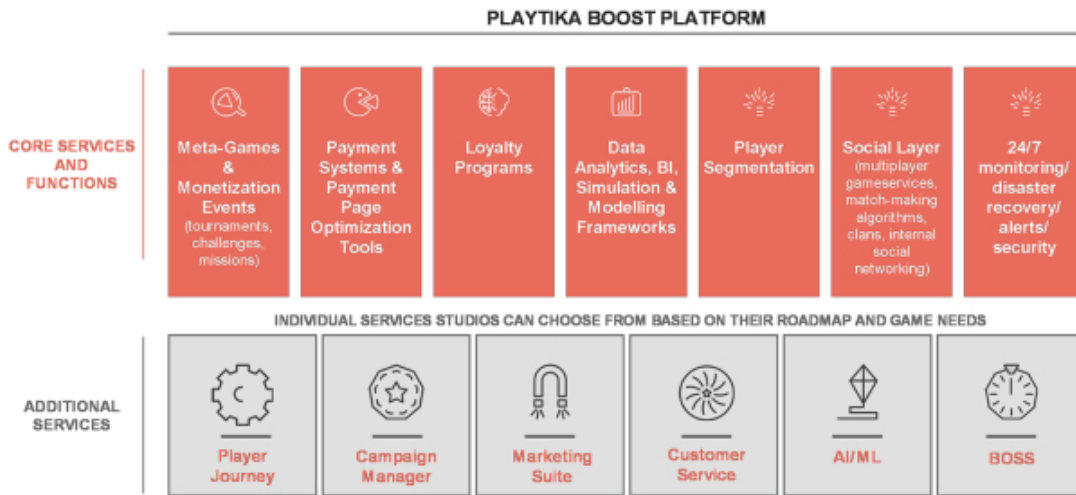 PLAYTIKA BOOST PLATFORM
CORE SERVICES
AND
FUNCTIONS
Meta-Games
&
Monetization
Events
(tournaments,
challenges,
missions)
Payment
Systems &
Payment
Page
Optimization
Tools
Loyalty
Programs
Data
Analytics, BI,
Simulation &
Modelling
Frameworks
Player
Segmentation
Social Layer
(multiplayer
gameservices,
match-making
algorithms,
clans, internal
social
networking)
24/7
monitoring/
disaster
recovery/
alerts/
security
INDIVIDUAL SERVICES STUDIOS CAN CHOOSE FROM BASED ON THEIR ROADMAP AND GAME NEEDS
ADDITIONAL
SERVICES
Player
Journey
Campaign
Manager
Marketing
Suite
Customer
Service
AI/ML
BOSS